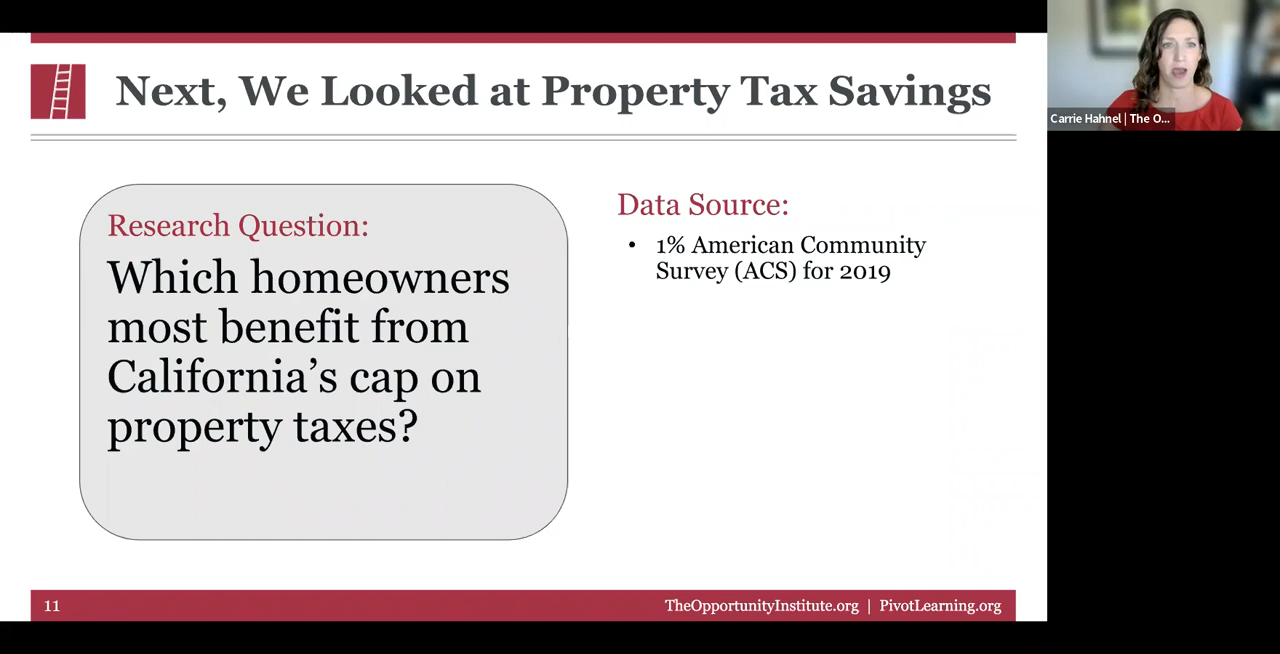 Next, We Looked at Property Tax Savings
Carrie Hahnel | The O...
Research Question:
Which homeowners
most benefit from
California’s cap on
property taxes?
Data Source:
• 1% American Community
Survey (ACS) for 2019
11
TheOpportunityInstitute.org | PivotLearning.org